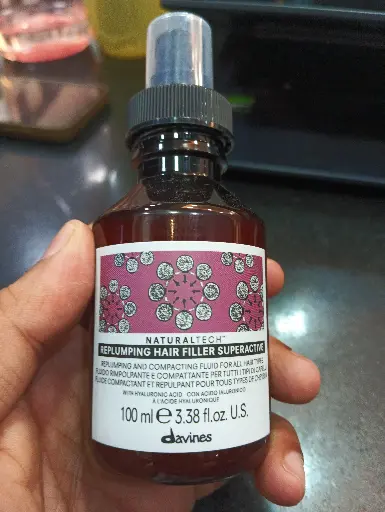 NATURALTECH™
REPLUMPING HAIR FILLER SUPERACTIVE
REPLUMPING AND COMPACTING FLUID FOR ALL HAIR TYPES
FLUIDO RIMPOLPANTE E COMPATTANTE PER TUTTI I TIPI DI CAPELLI
FLUIDE COMPACTANT ET REPULPANT POUR TOUS TYPES DE CHEVEUX
WITH HYALURONIC ACID · CON ACIDO IALURONICO
À L'ACIDE HYALURONIQUE
100 ml ℮ 3.38 fl.oz. U.S.
davines